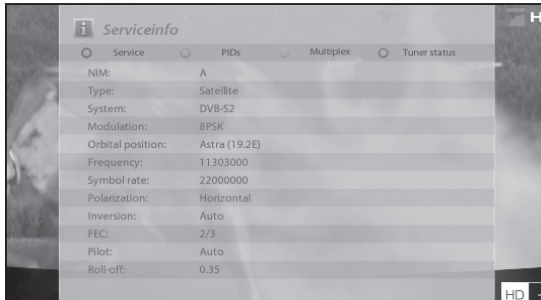 i Serviceinfo
H
Service PIDs Multiplex Tuner status
NIM: A
Type: Satellite
System: DVB-S2
Modulation: 8PSK
Orbital position: Astra (19.2E)
Frequency: 11303000
Symbol rate: 22000000
Polarization: Horizontal
Inversion: Auto
FEC: 2/3
Pilot: Auto
Roll-off: 0.35
HD